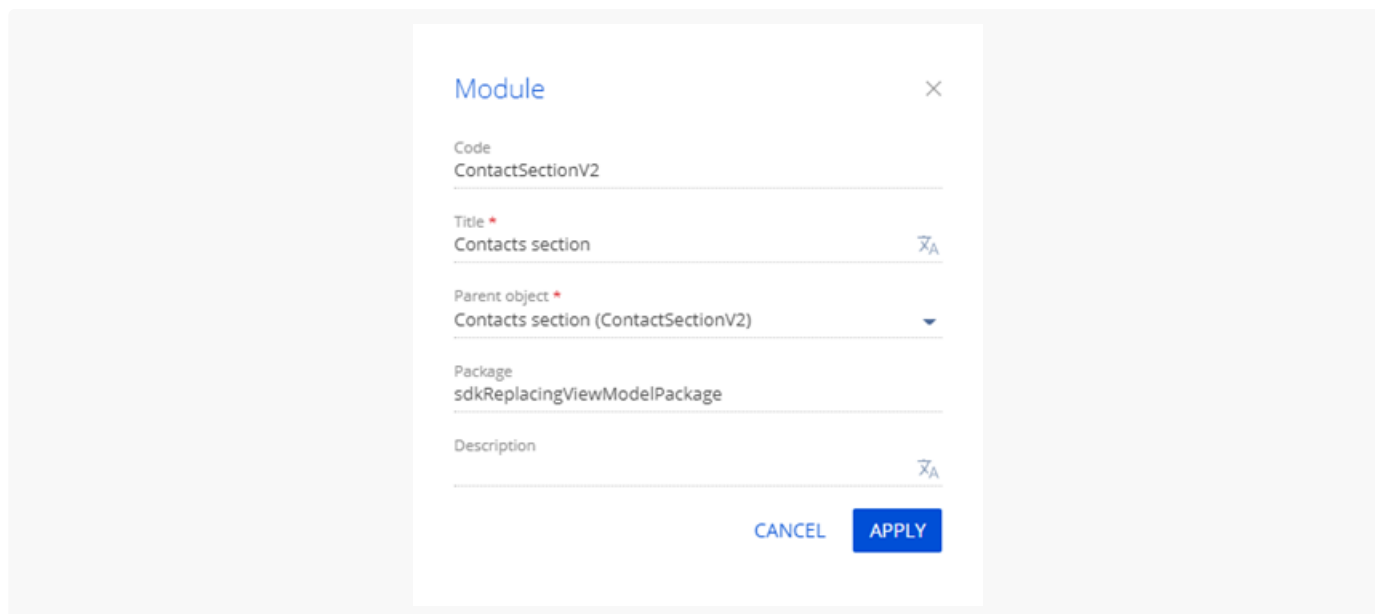 Module
Code
ContactSectionV2
Title *
Contacts section
Parent object *
Contacts section (ContactSectionV2)
Package
sdkReplacingViewModelPackage
Description
CANCEL APPLY